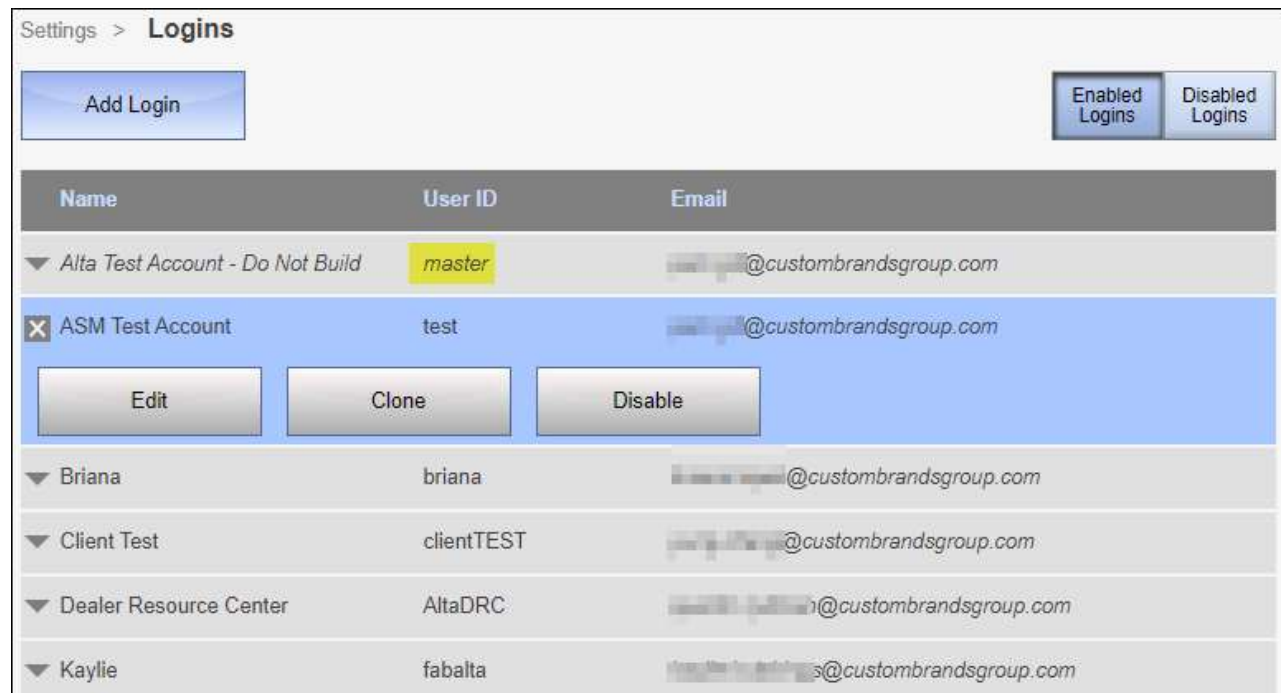 Settings > Logins
Add Login
Enabled Logins
Disabled Logins
Name User ID Email
Alta Test Account - Do Not Build master @custombrandsgroup.com
ASM Test Account test @custombrandsgroup.com
Edit Clone Disable
Briana briana @custombrandsgroup.com
Client Test clientTEST @custombrandsgroup.com
Dealer Resource Center AltaDRC @custombrandsgroup.com
Kaylie fabalta s@custombrandsgroup.com